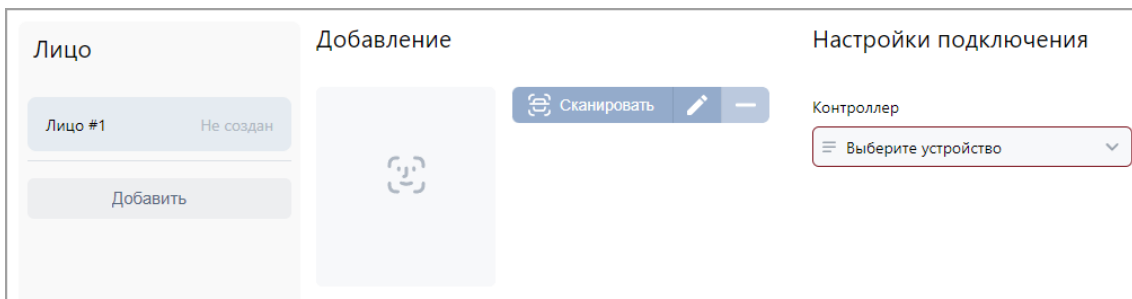 Лицо
Лицо #1
Не создан
Добавить
Добавление
Сканировать
Настройки подключения
Контроллер
Выберите устройство